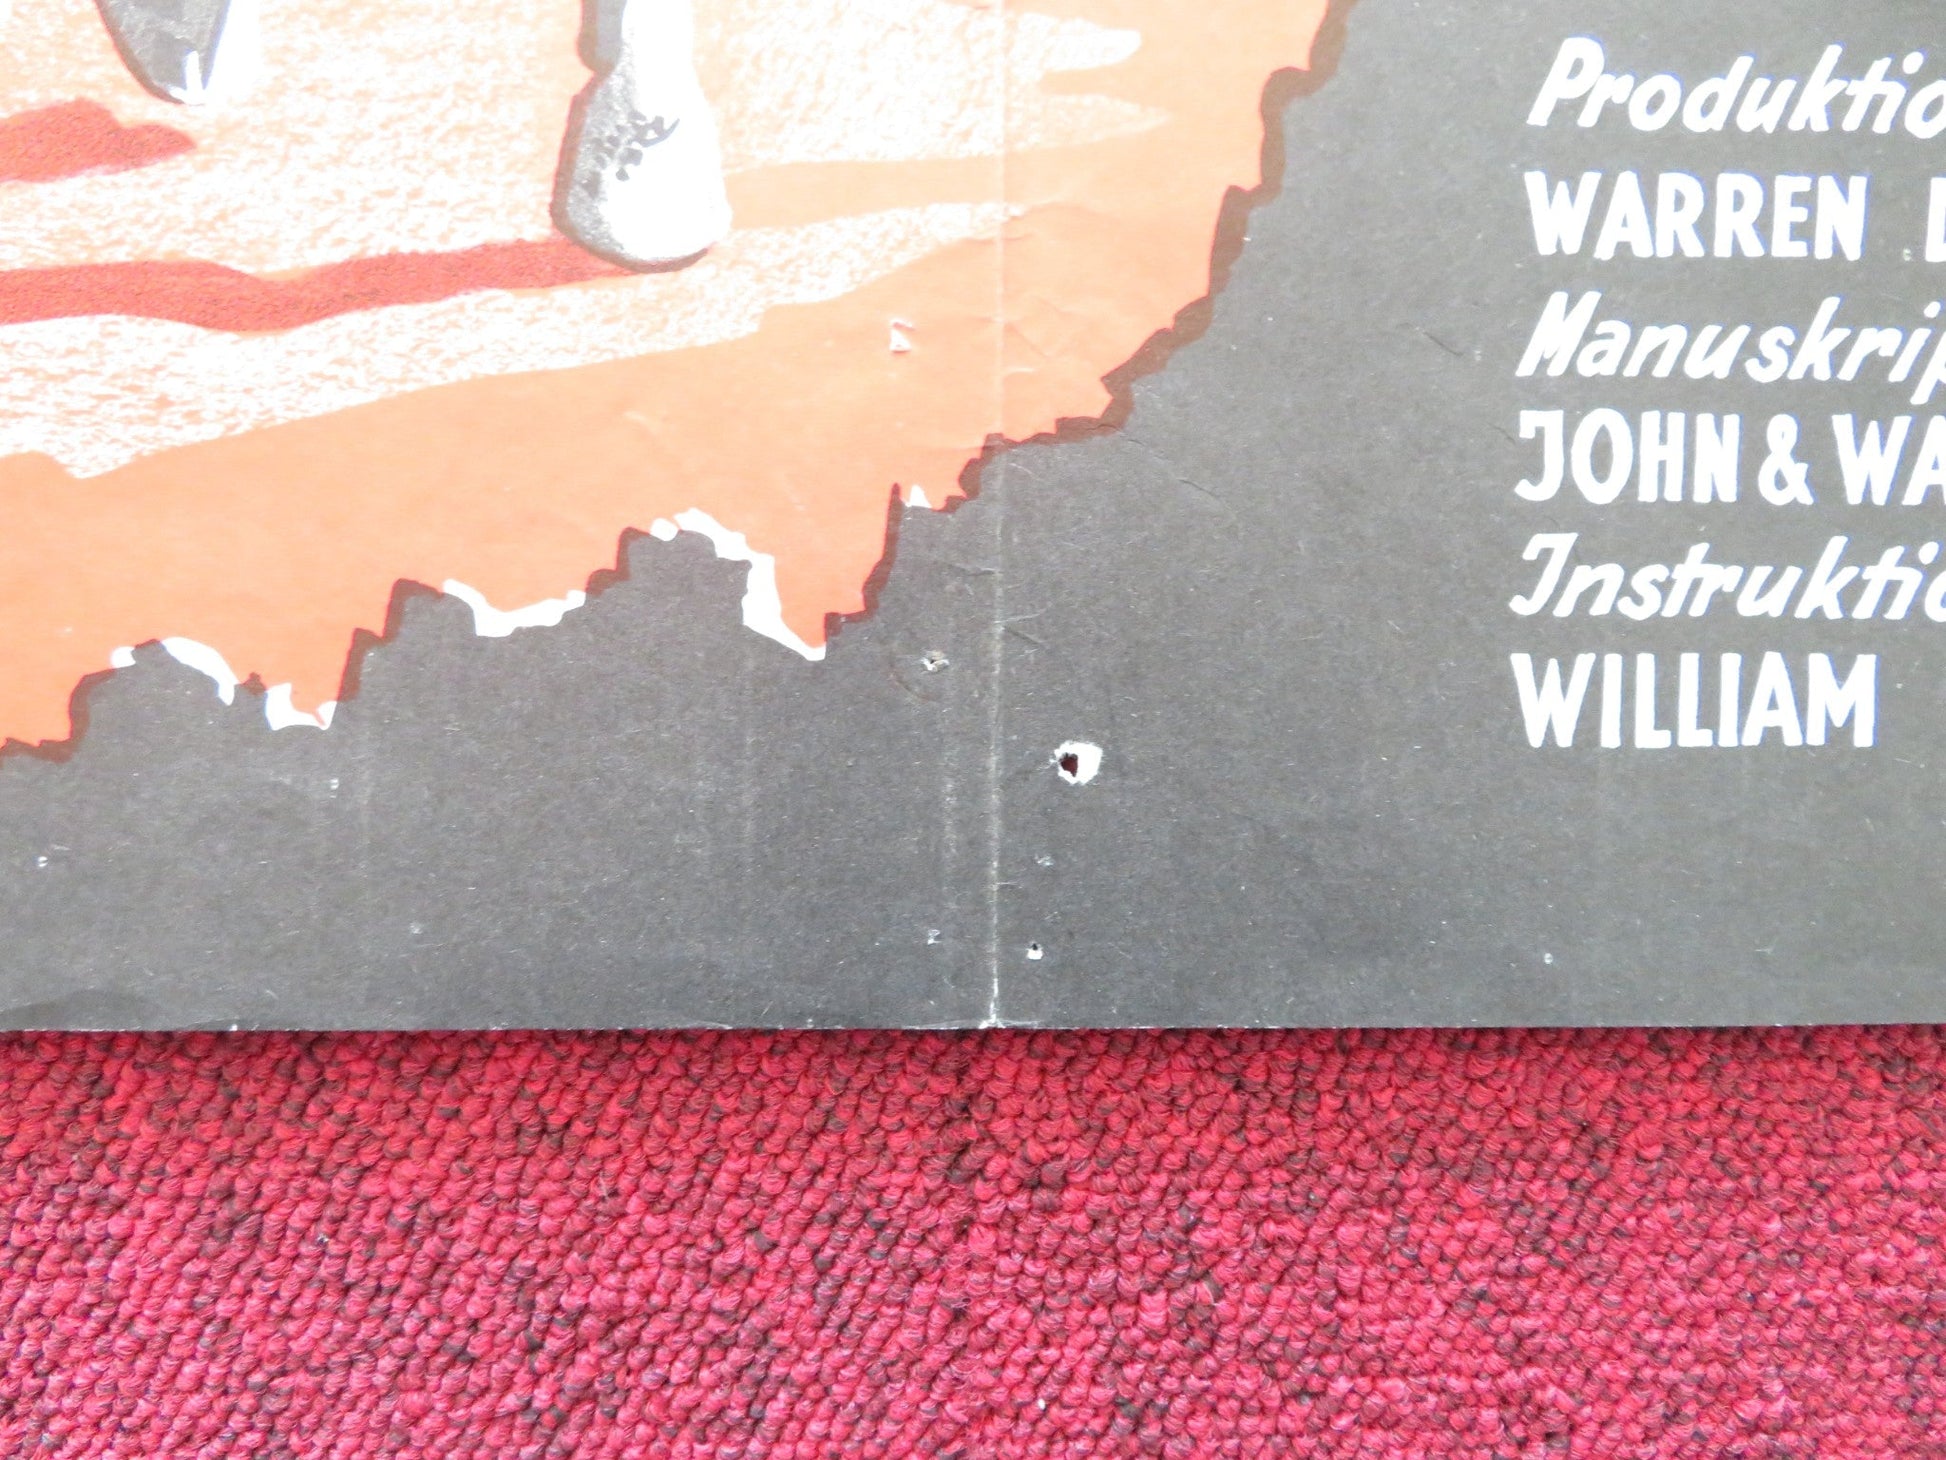 Produktio
WARREN
Manuskrip
JOHN & WA
Instruktio
WILLIAM